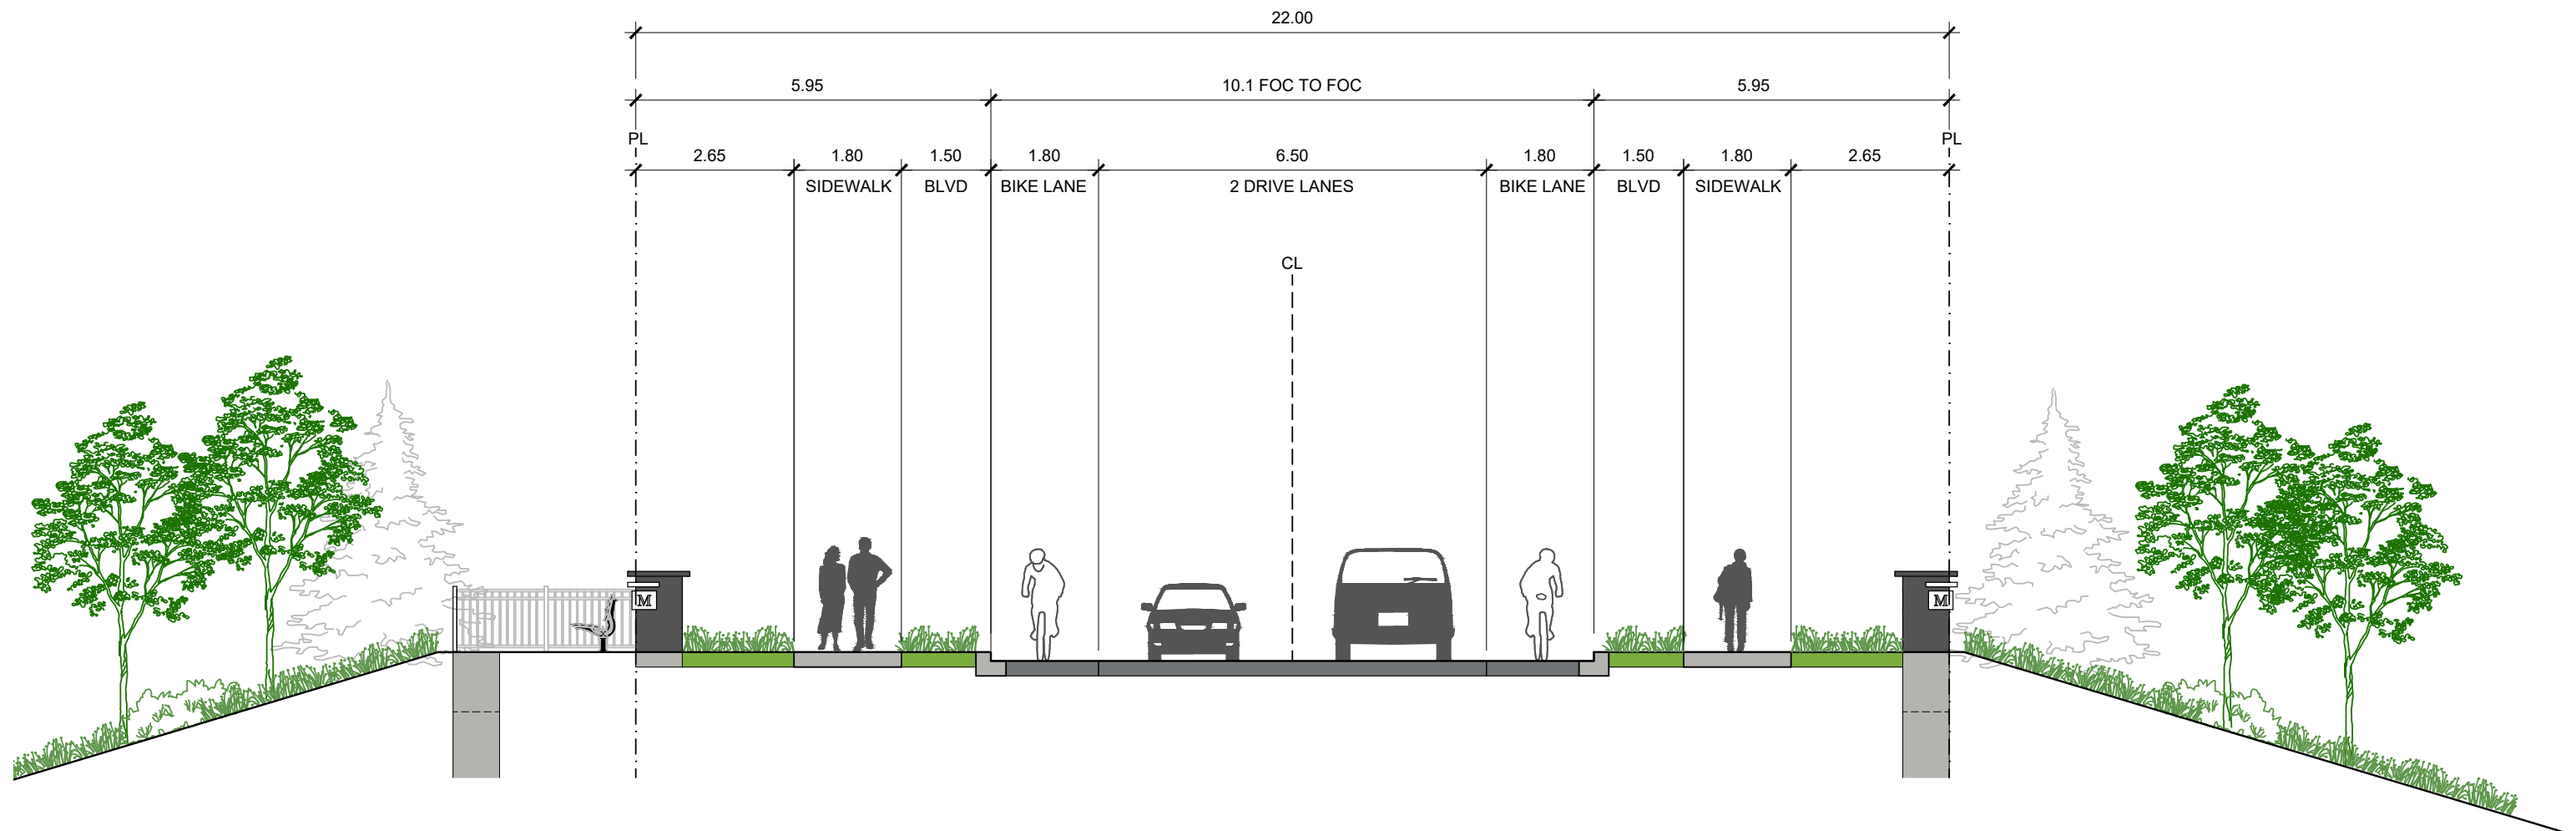 22.00
5.95 10.1 FOC TO FOC 5.95
PL PL
2.65 1.80 1.50 1.80 6.50 1.80 1.50 1.80 2.65
SIDEWALK BLVD BIKE LANE 2 DRIVE LANES BIKE LANE BLVD SIDEWALK
CL
M M